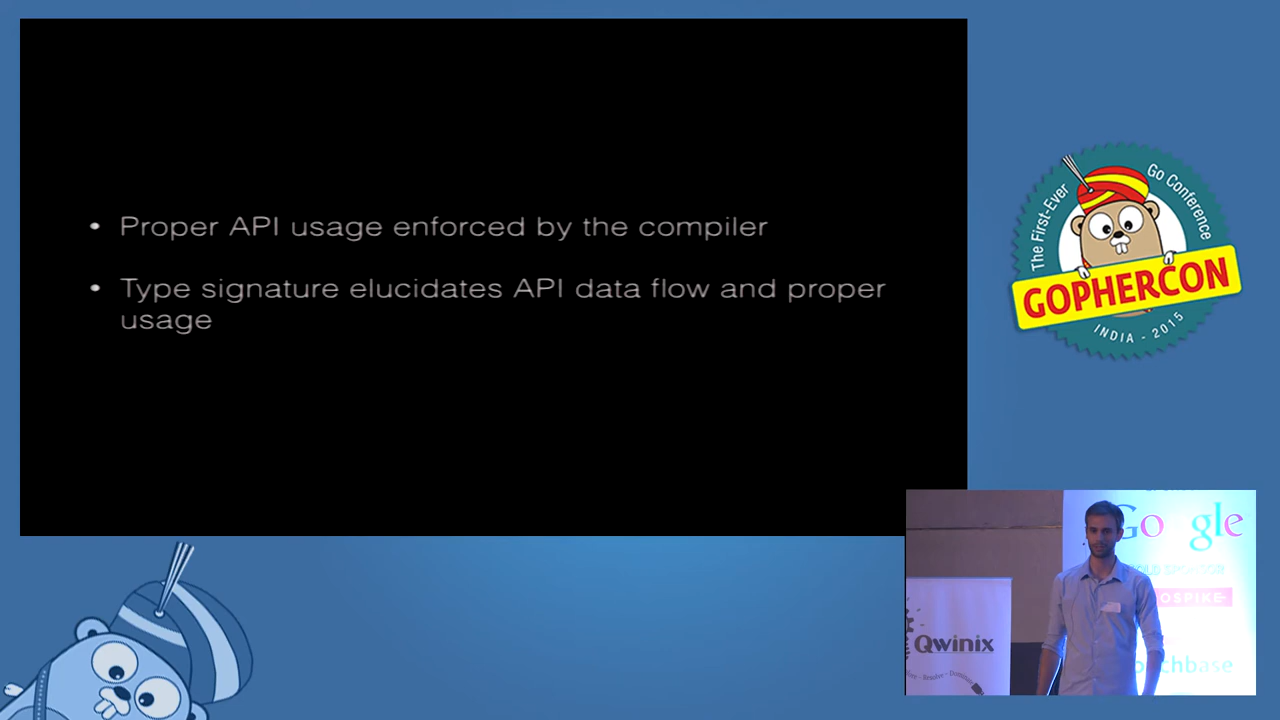 • Proper API usage enforced by the compiler
• Type signature elucidates API data flow and proper
usage
The First-Ever
Go Conference
GOPHERCON
INDIA - 2015
Google
Qwinix